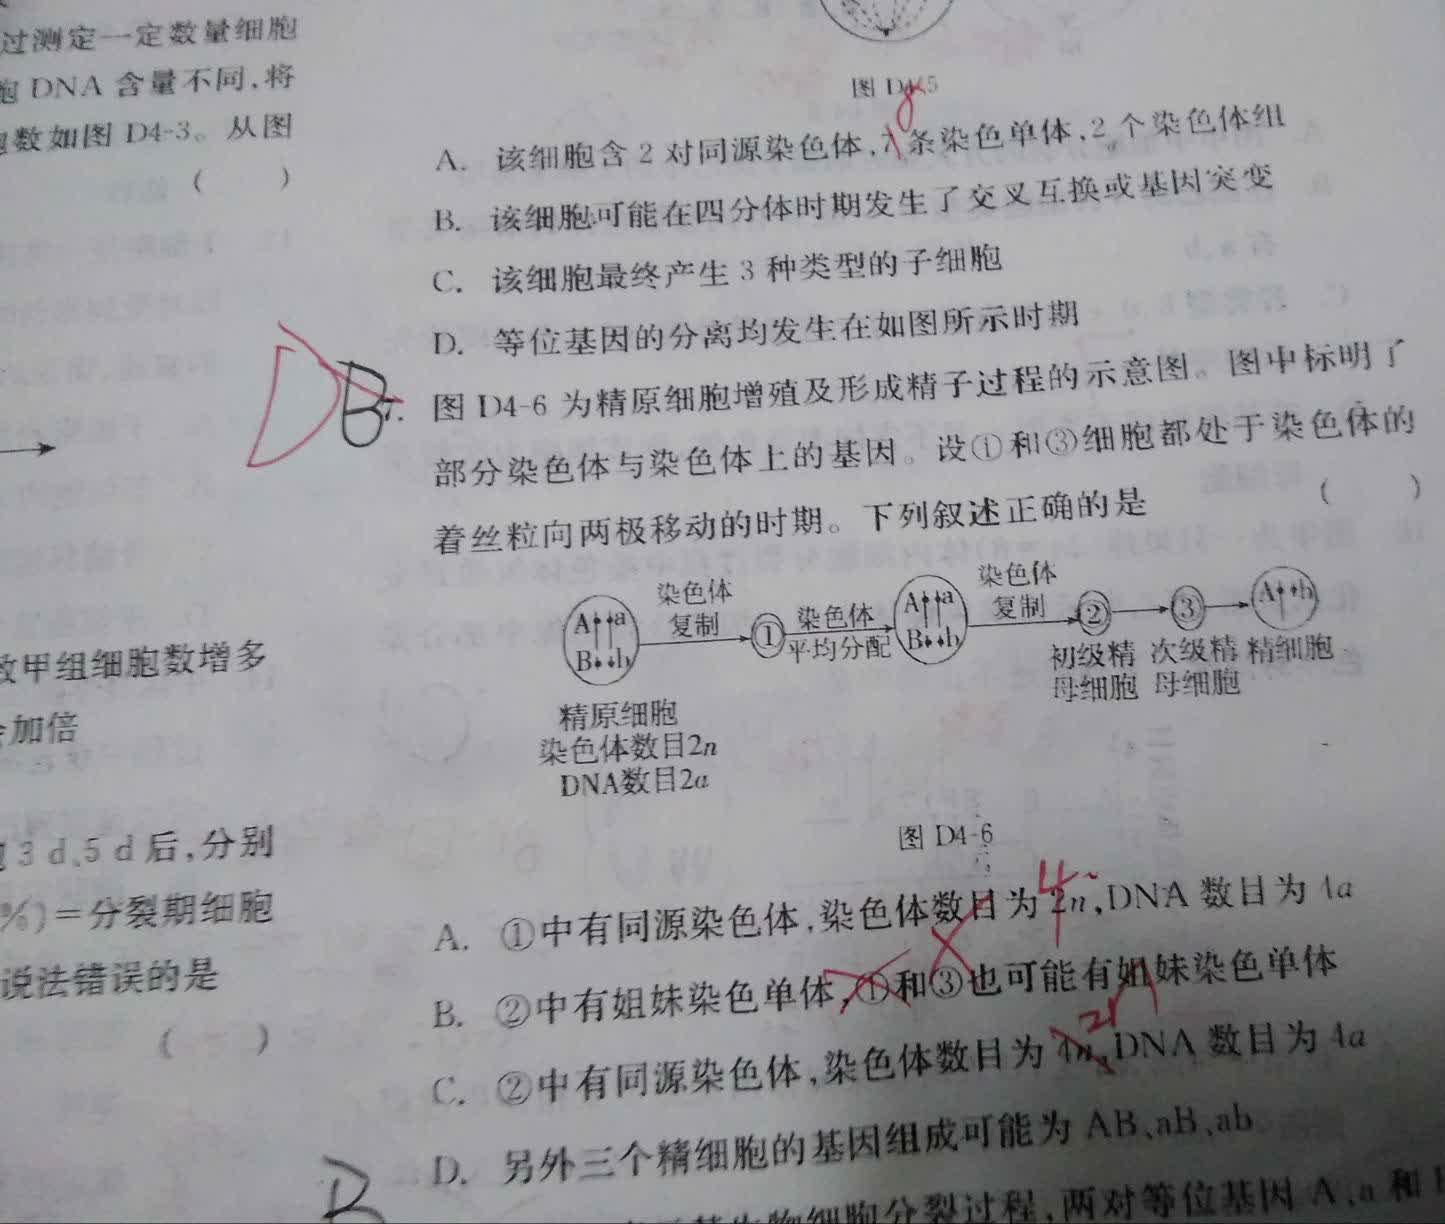 过测定一定数量细胞
胞 DNA 含量不同,将
数如图 D4-3。从图
( )
数甲组细胞数增多
加倍
3 d、5 d 后,分别
%)=分裂期细胞
说法错误的是
( )
图 D4-5
8
A. 该细胞含 2 对同源染色体, 条染色单体,2 个染色体组
B. 该细胞可能在四分体时期发生了交叉互换或基因突变
C. 该细胞最终产生 3 种类型的子细胞
D. 等位基因的分离均发生在如图所示时期
D B 7. 图 D4-6 为精原细胞增殖及形成精子过程的示意图。图中标明了
部分染色体与染色体上的基因。设①和③细胞都处于染色体的
着丝粒向两极移动的时期。下列叙述正确的是 ( )
A a B b 染色体 复制 ① 染色体 平均分配 A a B b 染色体 复制 ② ③ A b
初级精 次级精 精细胞
母细胞 母细胞
精原细胞
染色体数目2n
DNA数目2a
图 D4-6
4
A. ①中有同源染色体,染色体数目为 2n,DNA 数目为 4a
B. ②中有姐妹染色单体,①和③也可能有姐妹染色单体
2n
C. ②中有同源染色体,染色体数目为 4n,DNA 数目为 4a
D. 另外三个精细胞的基因组成可能为 AB、aB、ab
B
细胞分裂过程,两对等位基因 A、a 和